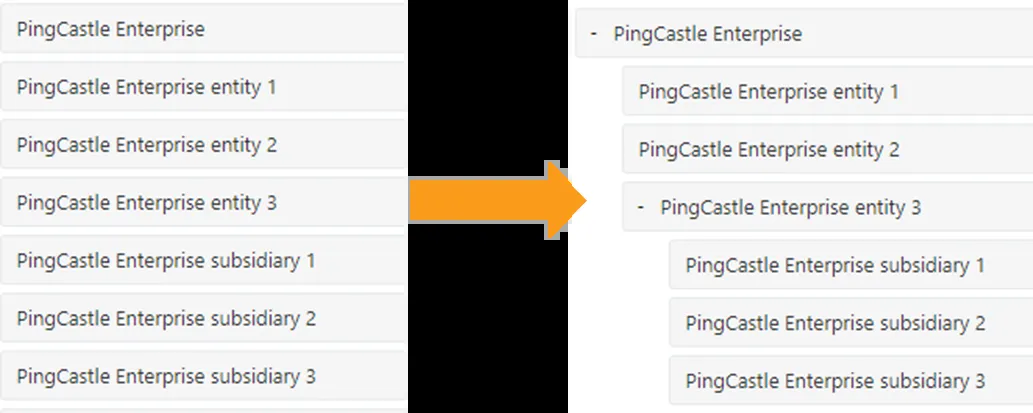 PingCastle Enterprise
PingCastle Enterprise entity 1
PingCastle Enterprise entity 2
PingCastle Enterprise entity 3
PingCastle Enterprise subsidiary 1
PingCastle Enterprise subsidiary 2
PingCastle Enterprise subsidiary 3
- PingCastle Enterprise
PingCastle Enterprise entity 1
PingCastle Enterprise entity 2
- PingCastle Enterprise entity 3
PingCastle Enterprise subsidiary 1
PingCastle Enterprise subsidiary 2
PingCastle Enterprise subsidiary 3